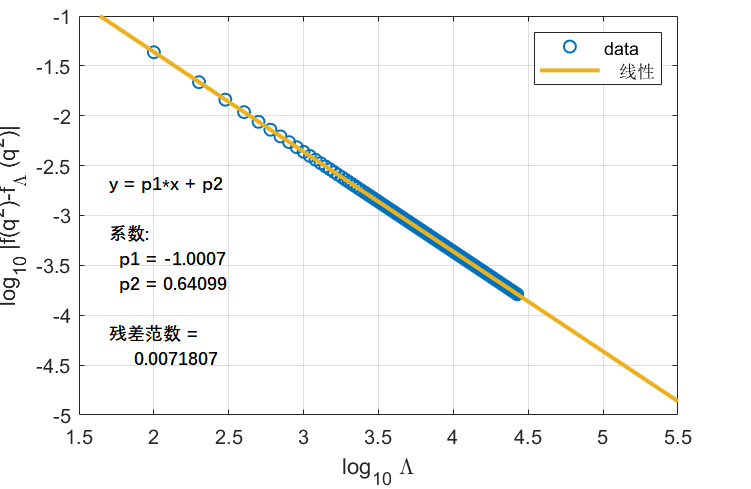 data
线性
y = p1*x + p2
系数:
p1 = -1.0007
p2 = 0.64099
残差范数 =
0.0071807
-1
-1.5
-2
-2.5
-3
-3.5
-4
-4.5
-5
1.5 2 2.5 3 3.5 4 4.5 5 5.5
log₁₀ Λ
log₁₀ |f(q²)-f_Λ (q²)|